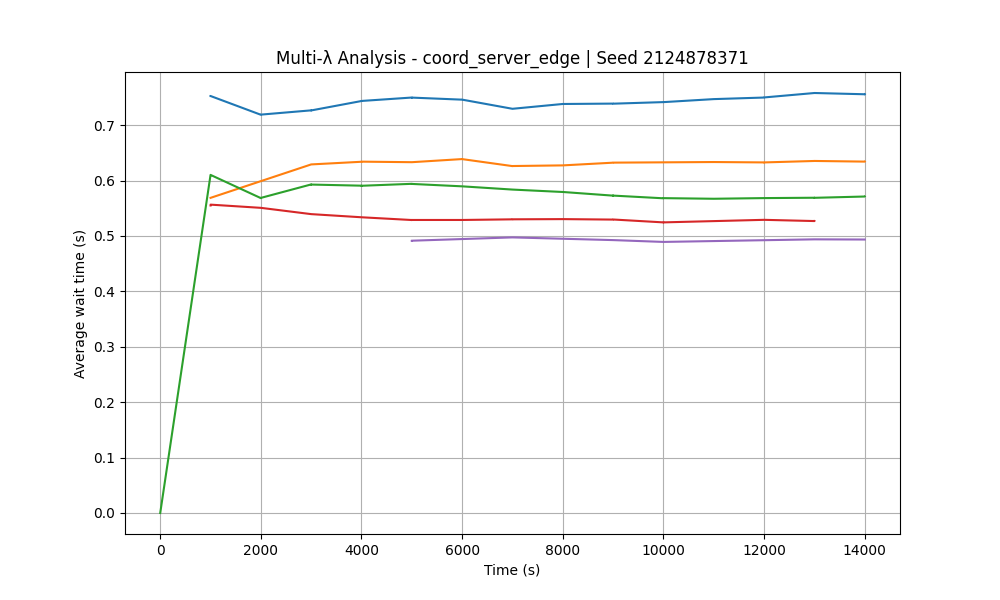 Multi-λ Analysis - coord_server_edge | Seed 2124878371
Average wait time (s)
0.7
0.6
0.5
0.4
0.3
0.2
0.1
0.0
0 2000 4000 6000 8000 10000 12000 14000
Time (s)